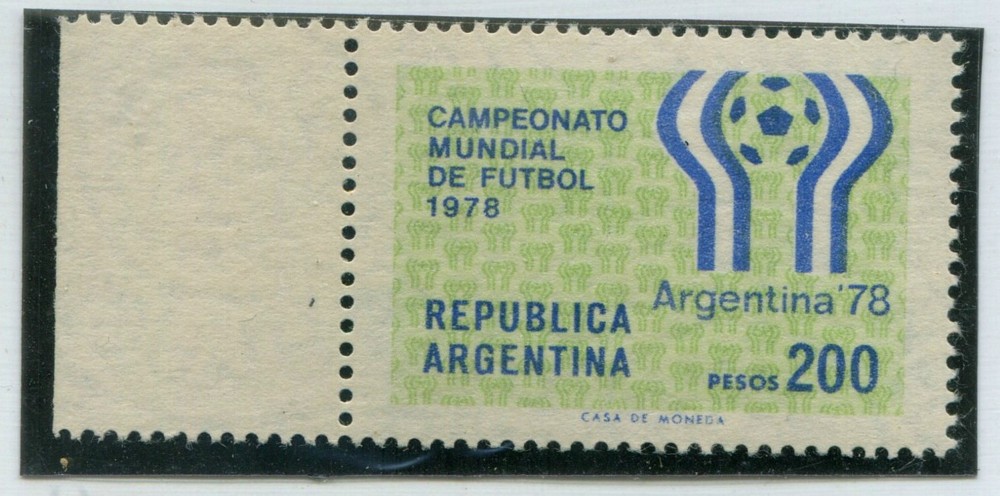 CAMPEONATO
MUNDIAL
DE FUTBOL
1978
Argentina '78
REPUBLICA
ARGENTINA
PESOS 200
CASA DE MONEDA